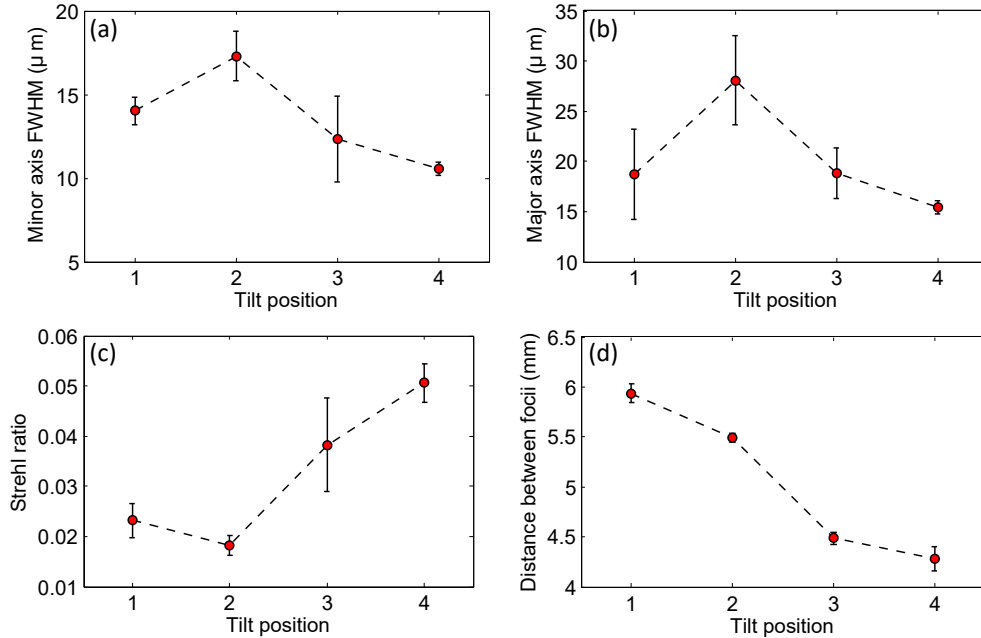 (a)
Minor axis FWHM (µm)
20
15
10
5
1 2 3 4
Tilt position
(b)
Major axis FWHM (µm)
35
30
25
20
15
10
1 2 3 4
Tilt position
(c)
Strehl ratio
0.06
0.05
0.04
0.03
0.02
0.01
1 2 3 4
Tilt position
(d)
Distance between focii (mm)
6.5
6
5.5
5
4.5
4
1 2 3 4
Tilt position